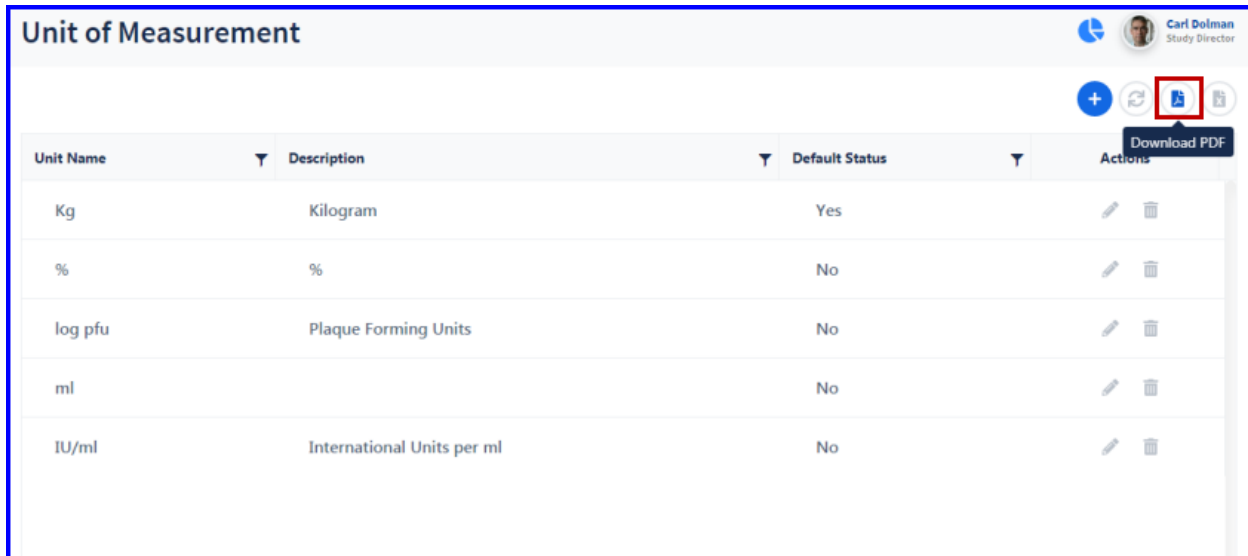 Unit of Measurement
Carl Dolman
Study Director
Download PDF
Unit Name Description Default Status Actions
Kg Kilogram Yes
% % No
log pfu Plaque Forming Units No
ml No
IU/ml International Units per ml No